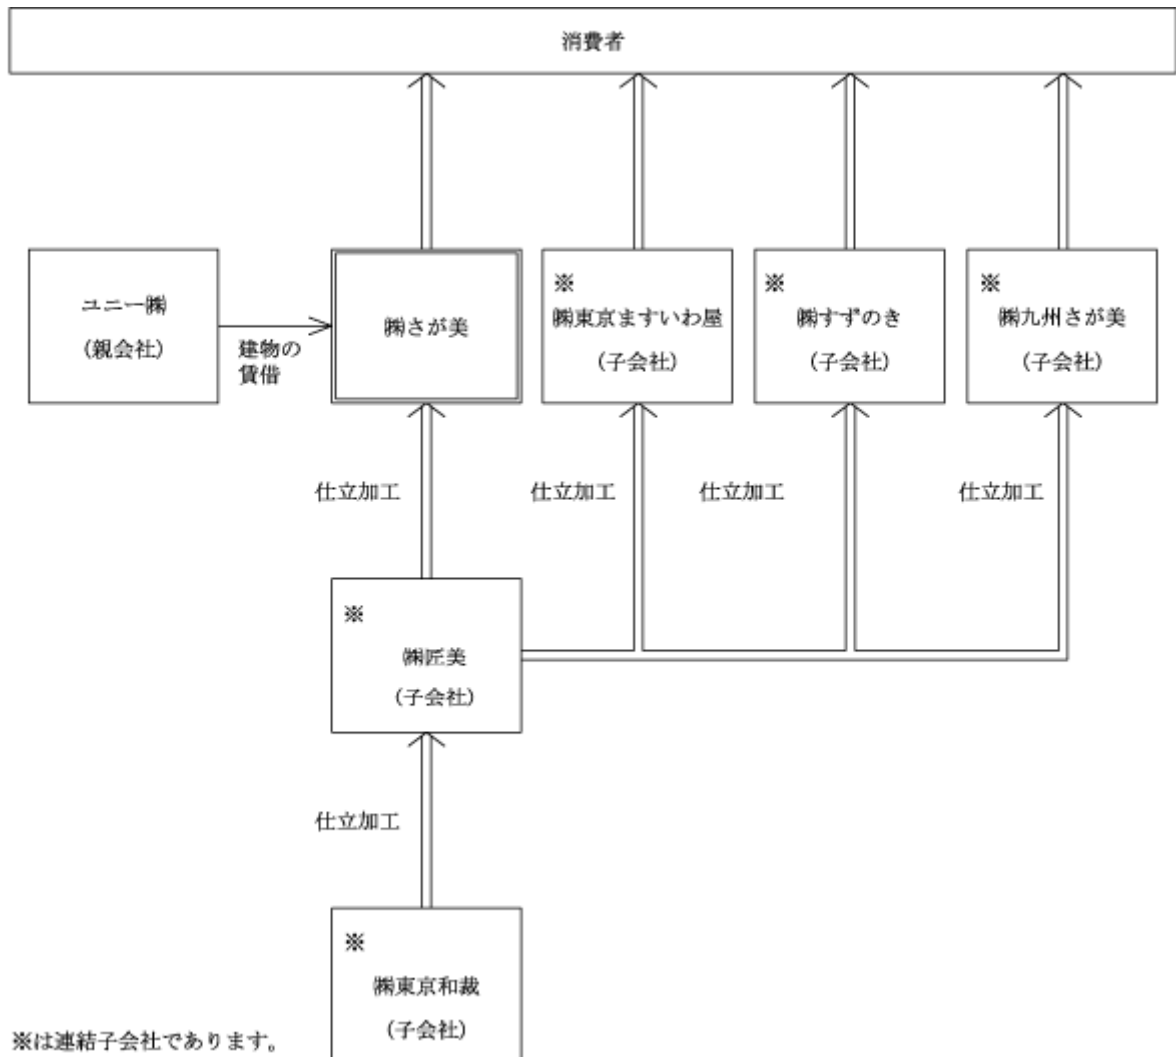 消費者
ユニー㈱
(親会社)
建物の
賃借
㈱さが美
※
㈱東京ますいわ屋
(子会社)
※
㈱すずのき
(子会社)
※
㈱九州さが美
(子会社)
仕立加工
仕立加工
仕立加工
仕立加工
※
㈱匠美
(子会社)
仕立加工
※
㈱東京和裁
(子会社)
※は連結子会社であります。